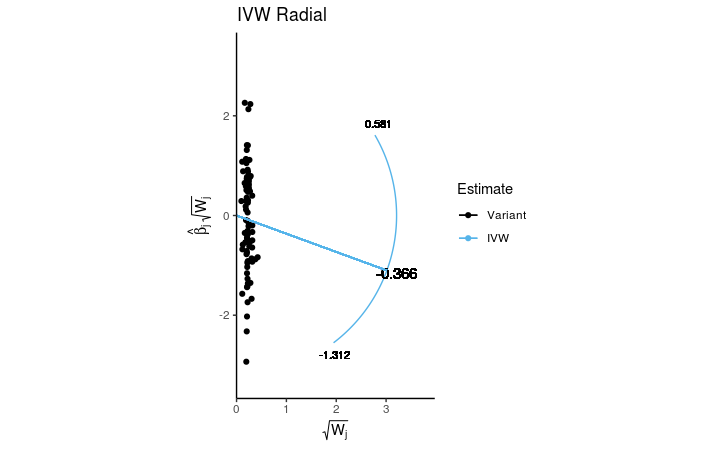 IVW Radial
2
0
-2
β̂j√Wj
0.581
-0.366
-1.312
0
1
2
3
√Wj
Estimate
Variant
IVW